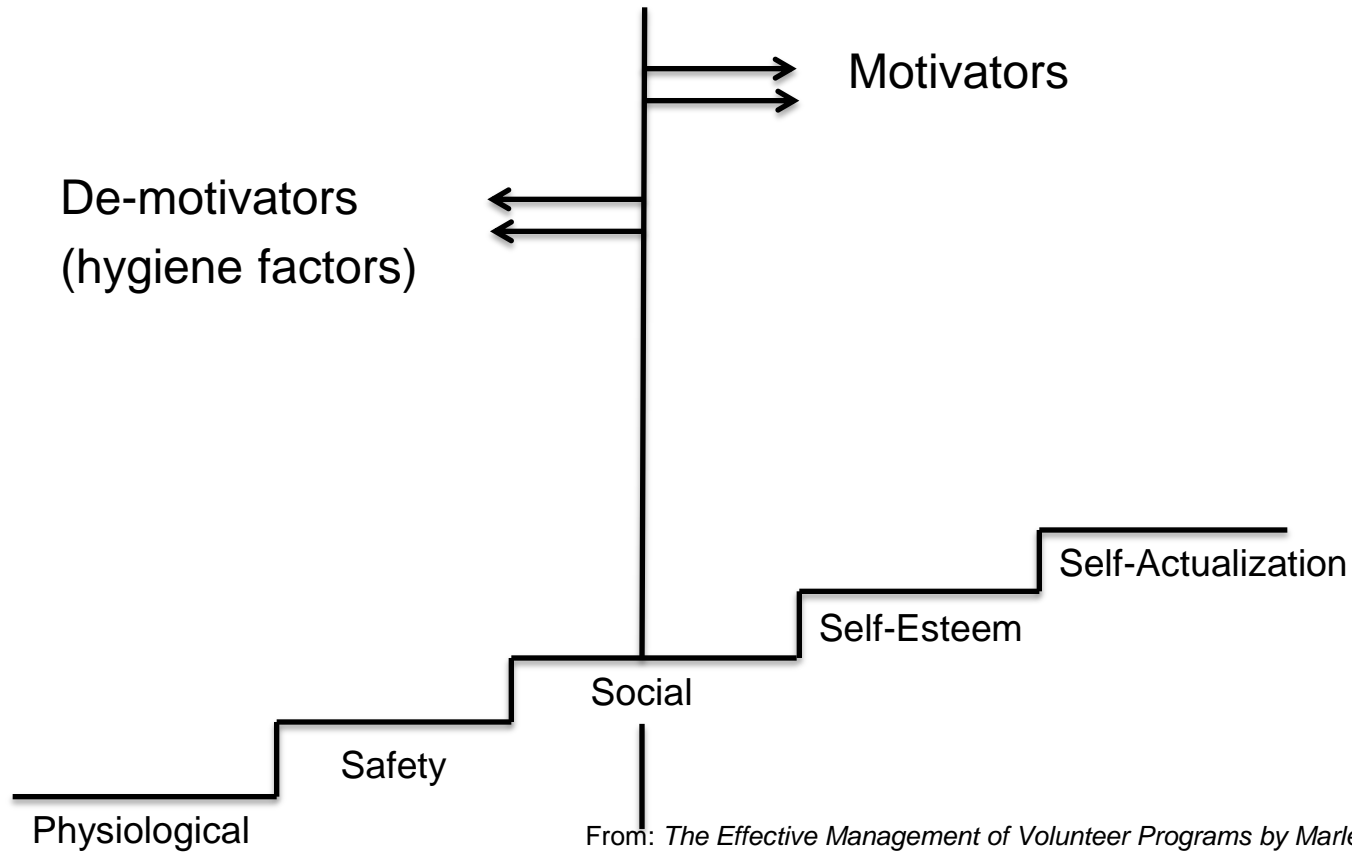 Motivators
De-motivators
(hygiene factors)
Self-Actualization
Self-Esteem
Social
Safety
Physiological
From: The Effective Management of Volunteer Programs by